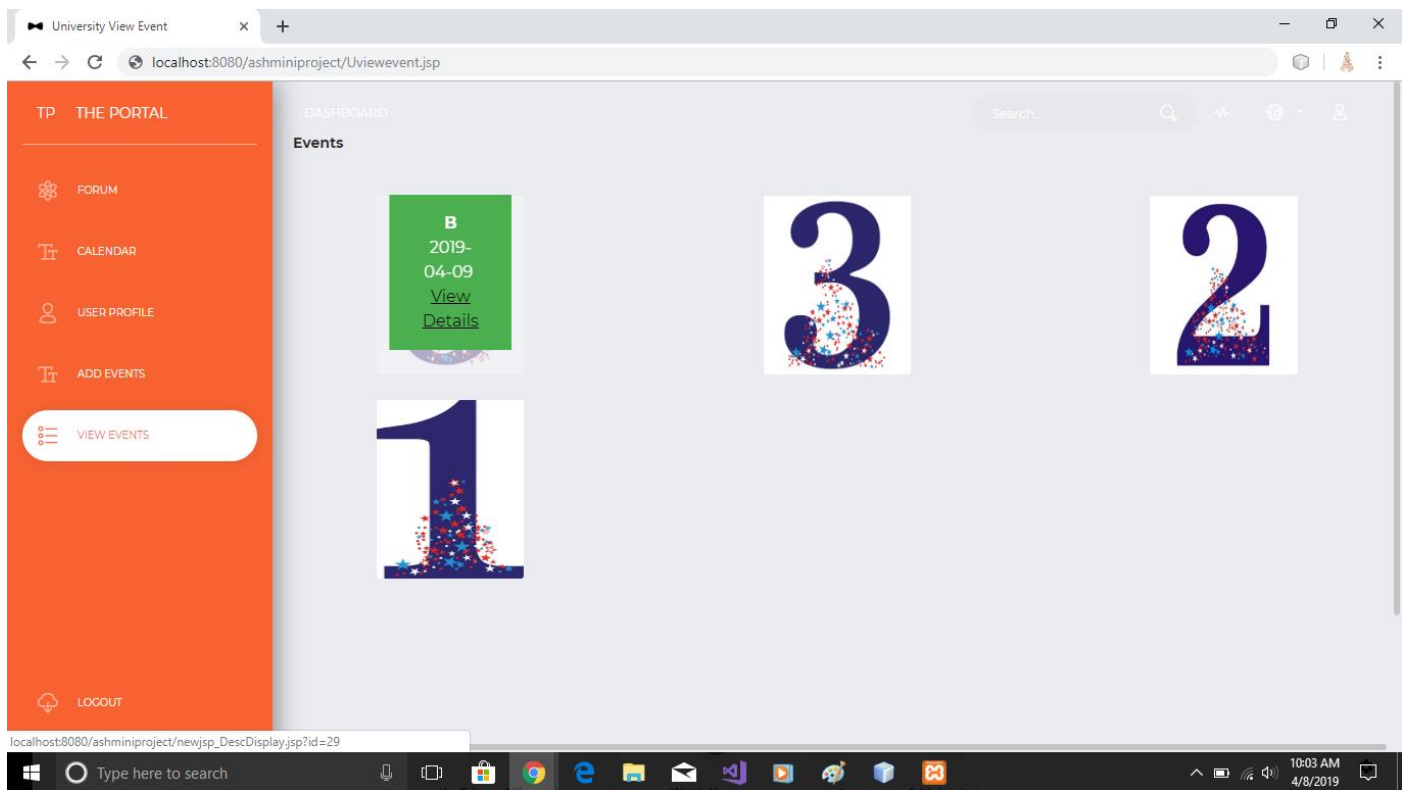 University View Event
localhost:8080/ashminiproject/Uviewevent.jsp
TP THE PORTAL
DASHBOARD
Search..
Events
FORUM
CALENDAR
USER PROFILE
ADD EVENTS
VIEW EVENTS
LOGOUT
B
2019-
04-09
View
Details
3
2
1
localhost:8080/ashminiproject/newjsp_DescDisplay.jsp?id=29
Type here to search
10:03 AM
4/8/2019